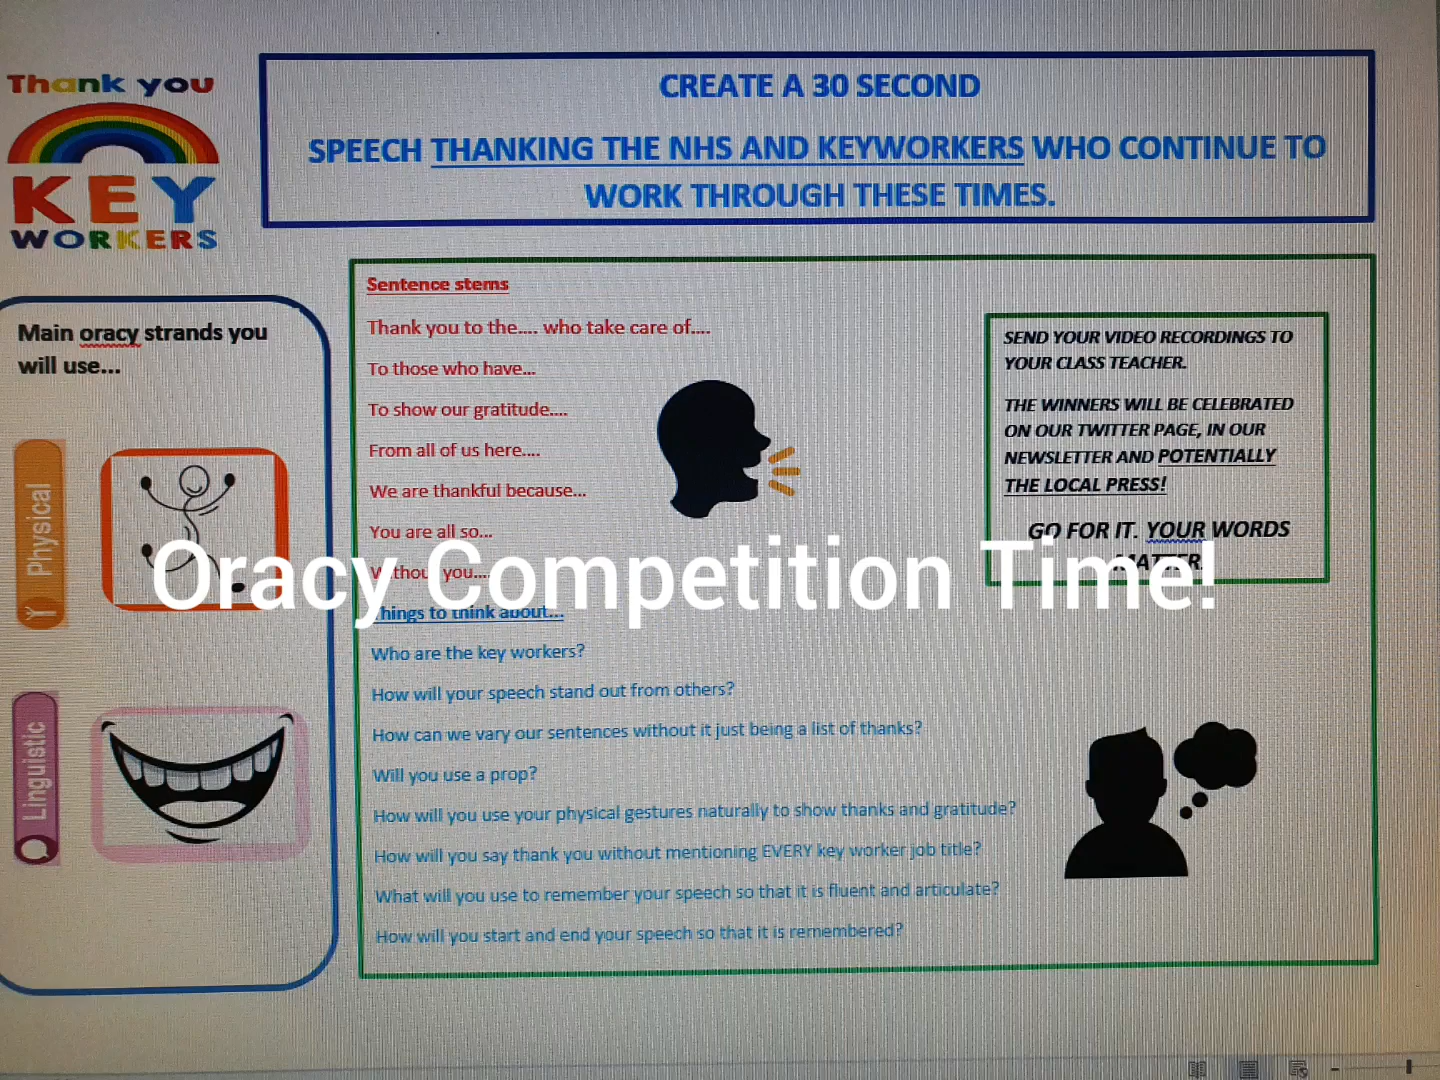 Thank you
KEY
WORKERS
CREATE A 30 SECOND
SPEECH THANKING THE NHS AND KEYWORKERS WHO CONTINUE TO
WORK THROUGH THESE TIMES.
Main oracy strands you
will use...
Physical
Linguistic
Sentence stems
Thank you to the.... who take care of....
To those who have...
To show our gratitude....
From all of us here....
We are thankful because...
You are all so...
Without you....
Things to think about...
Who are the key workers?
How will your speech stand out from others?
How can we vary our sentences without it just being a list of thanks?
Will you use a prop?
How will you use your physical gestures naturally to show thanks and gratitude?
How will you say thank you without mentioning EVERY key worker job title?
What will you use to remember your speech so that it is fluent and articulate?
How will you start and end your speech so that it is remembered?
SEND YOUR VIDEO RECORDINGS TO
YOUR CLASS TEACHER.
THE WINNERS WILL BE CELEBRATED
ON OUR TWITTER PAGE, IN OUR
NEWSLETTER AND POTENTIALLY
THE LOCAL PRESS!
GO FOR IT. YOUR WORDS
MATTER.
Oracy Competition Time!